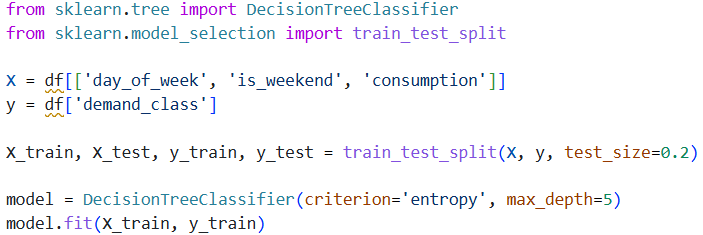 from sklearn.tree import DecisionTreeClassifier
from sklearn.model_selection import train_test_split
X = df[['day_of_week', 'is_weekend', 'consumption']]
y = df['demand_class']
X_train, X_test, y_train, y_test = train_test_split(X, y, test_size=0.2)
model = DecisionTreeClassifier(criterion='entropy', max_depth=5)
model.fit(X_train, y_train)